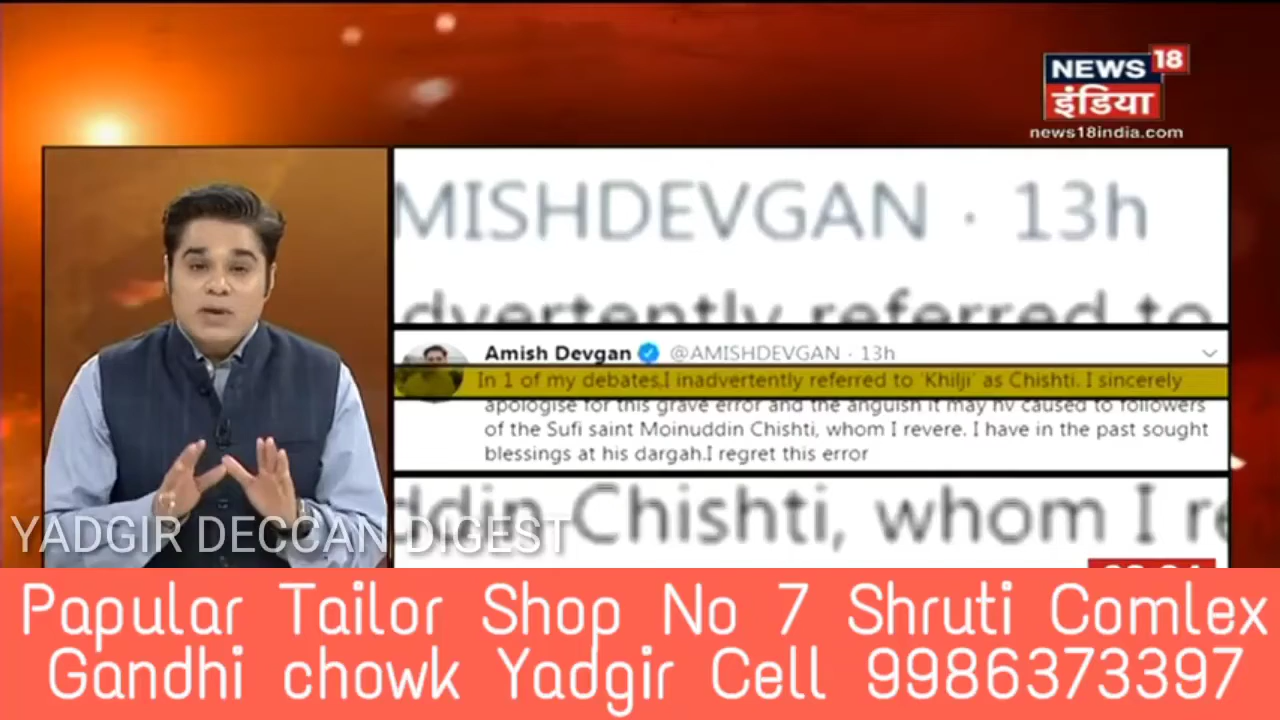 NEWS 18
इंडिया
news18india.com
MISHDEVGAN · 13h
dvertently referred to
Amish Devgan @AMISHDEVGAN · 13h
In 1 of my debates,I inadvertently referred to 'Khilji' as Chishti. I sincerely
apologise for this grave error and the anguish it may hv caused to followers
of the Sufi saint Moinuddin Chishti, whom I revere. I have in the past sought
blessings at his dargah.I regret this error
ddin Chishti, whom I re
YADGIR DECCAN DIGEST
Papular Tailor Shop No 7 Shruti Comlex
Gandhi chowk Yadgir Cell 9986373397